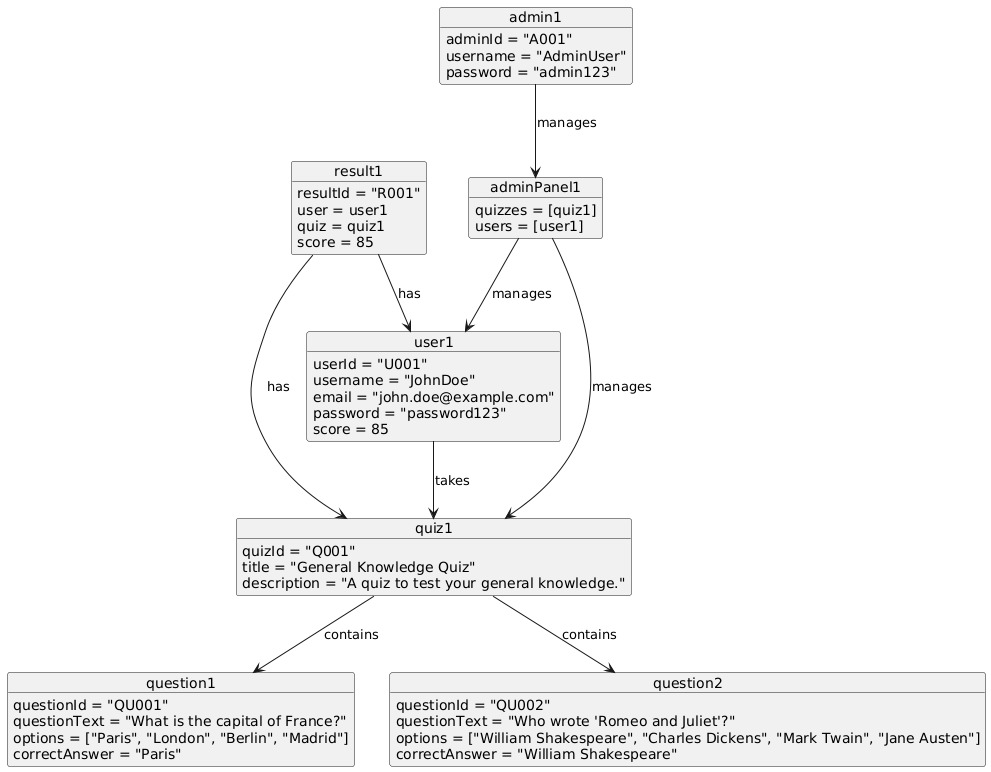 admin1
adminId = "A001"
username = "AdminUser"
password = "admin123"
manages
result1
resultId = "R001"
user = user1
quiz = quiz1
score = 85
adminPanel1
quizzes = [quiz1]
users = [user1]
has
manages
has
manages
user1
userId = "U001"
username = "JohnDoe"
email = "john.doe@example.com"
password = "password123"
score = 85
takes
quiz1
quizId = "Q001"
title = "General Knowledge Quiz"
description = "A quiz to test your general knowledge."
contains
contains
question1
questionId = "QU001"
questionText = "What is the capital of France?"
options = ["Paris", "London", "Berlin", "Madrid"]
correctAnswer = "Paris"
question2
questionId = "QU002"
questionText = "Who wrote 'Romeo and Juliet'?"
options = ["William Shakespeare", "Charles Dickens", "Mark Twain", "Jane Austen"]
correctAnswer = "William Shakespeare"